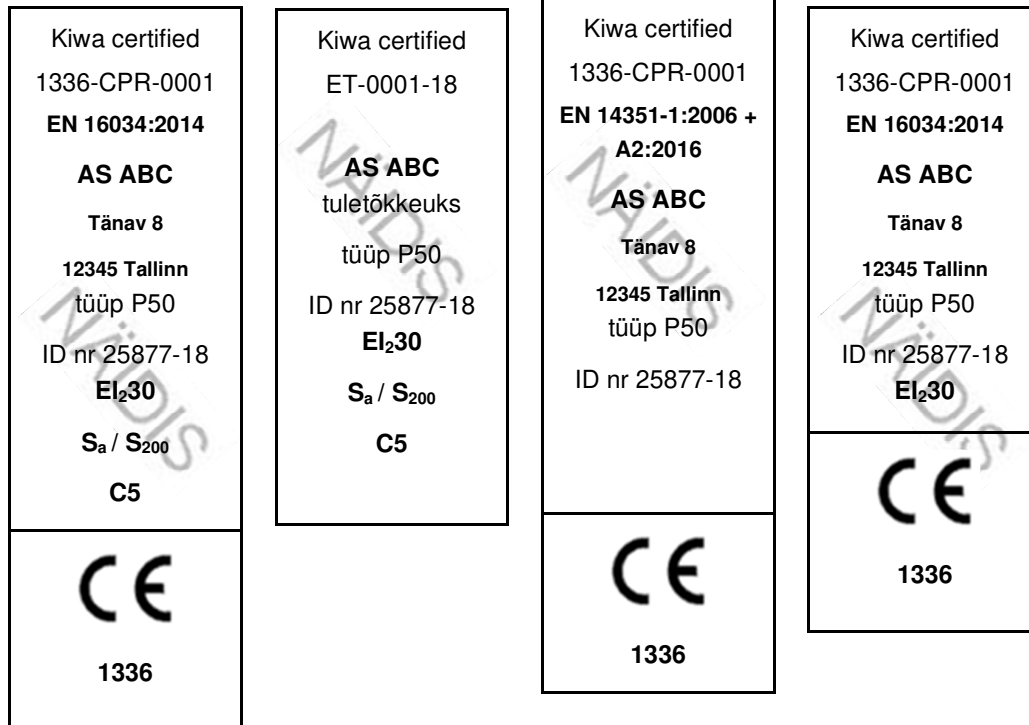 Kiwa certified
1336-CPR-0001
EN 16034:2014
AS ABC
Tänav 8
12345 Tallinn
tüüp P50
ID nr 25877-18
EI₂30
Sₐ / S₂₀₀
C5
CE
1336
NÄIDIS
Kiwa certified
ET-0001-18
AS ABC
tuletõkkeuks
tüüp P50
ID nr 25877-18
EI₂30
Sₐ / S₂₀₀
C5
NÄIDIS
Kiwa certified
1336-CPR-0001
EN 14351-1:2006 +
A2:2016
AS ABC
Tänav 8
12345 Tallinn
tüüp P50
ID nr 25877-18
CE
1336
NÄIDIS
Kiwa certified
1336-CPR-0001
EN 16034:2014
AS ABC
Tänav 8
12345 Tallinn
tüüp P50
ID nr 25877-18
EI₂30
CE
1336
NÄIDIS